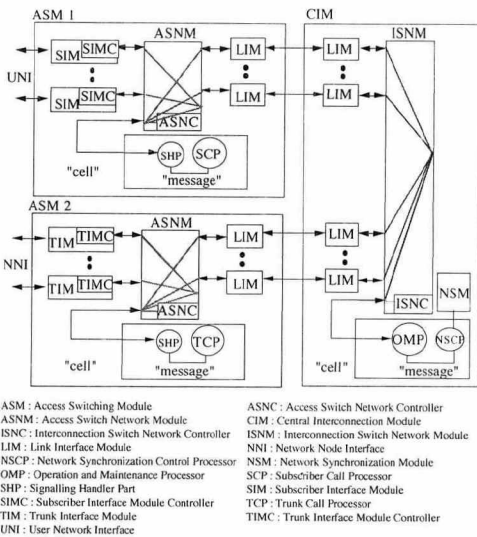 ASM 1
CIM
ASNM
ISNM
SIM SIMC
LIM
LIM
UNI
SIM SIMC
LIM
LIM
ASNC
SHP
SCP
"cell"
"message"
ASM 2
ASNM
TIM TIMC
LIM
LIM
NNI
TIM TIMC
LIM
LIM
NSM
ASNC
ISNC
SHP
TCP
OMP
NSCP
"cell"
"message"
"cell"
"message"
ASM : Access Switching Module
ASNM : Access Switch Network Module
ISNC : Interconnection Switch Network Controller
LIM : Link Interface Module
NSCP : Network Synchronization Control Processor
OMP : Operation and Maintenance Processor
SHP : Signalling Handler Part
SIMC : Subscriber Interface Module Controller
TIM : Trunk Interface Module
UNI : User Network Interface
ASNC : Access Switch Network Controller
CIM : Central Interconnection Module
ISNM : Interconnection Switch Network Module
NNI : Network Node Interface
NSM : Network Synchronization Module
SCP : Subscriber Call Processor
SIM : Subscriber Interface Module
TCP : Trunk Call Processor
TIMC : Trunk Interface Module Controller